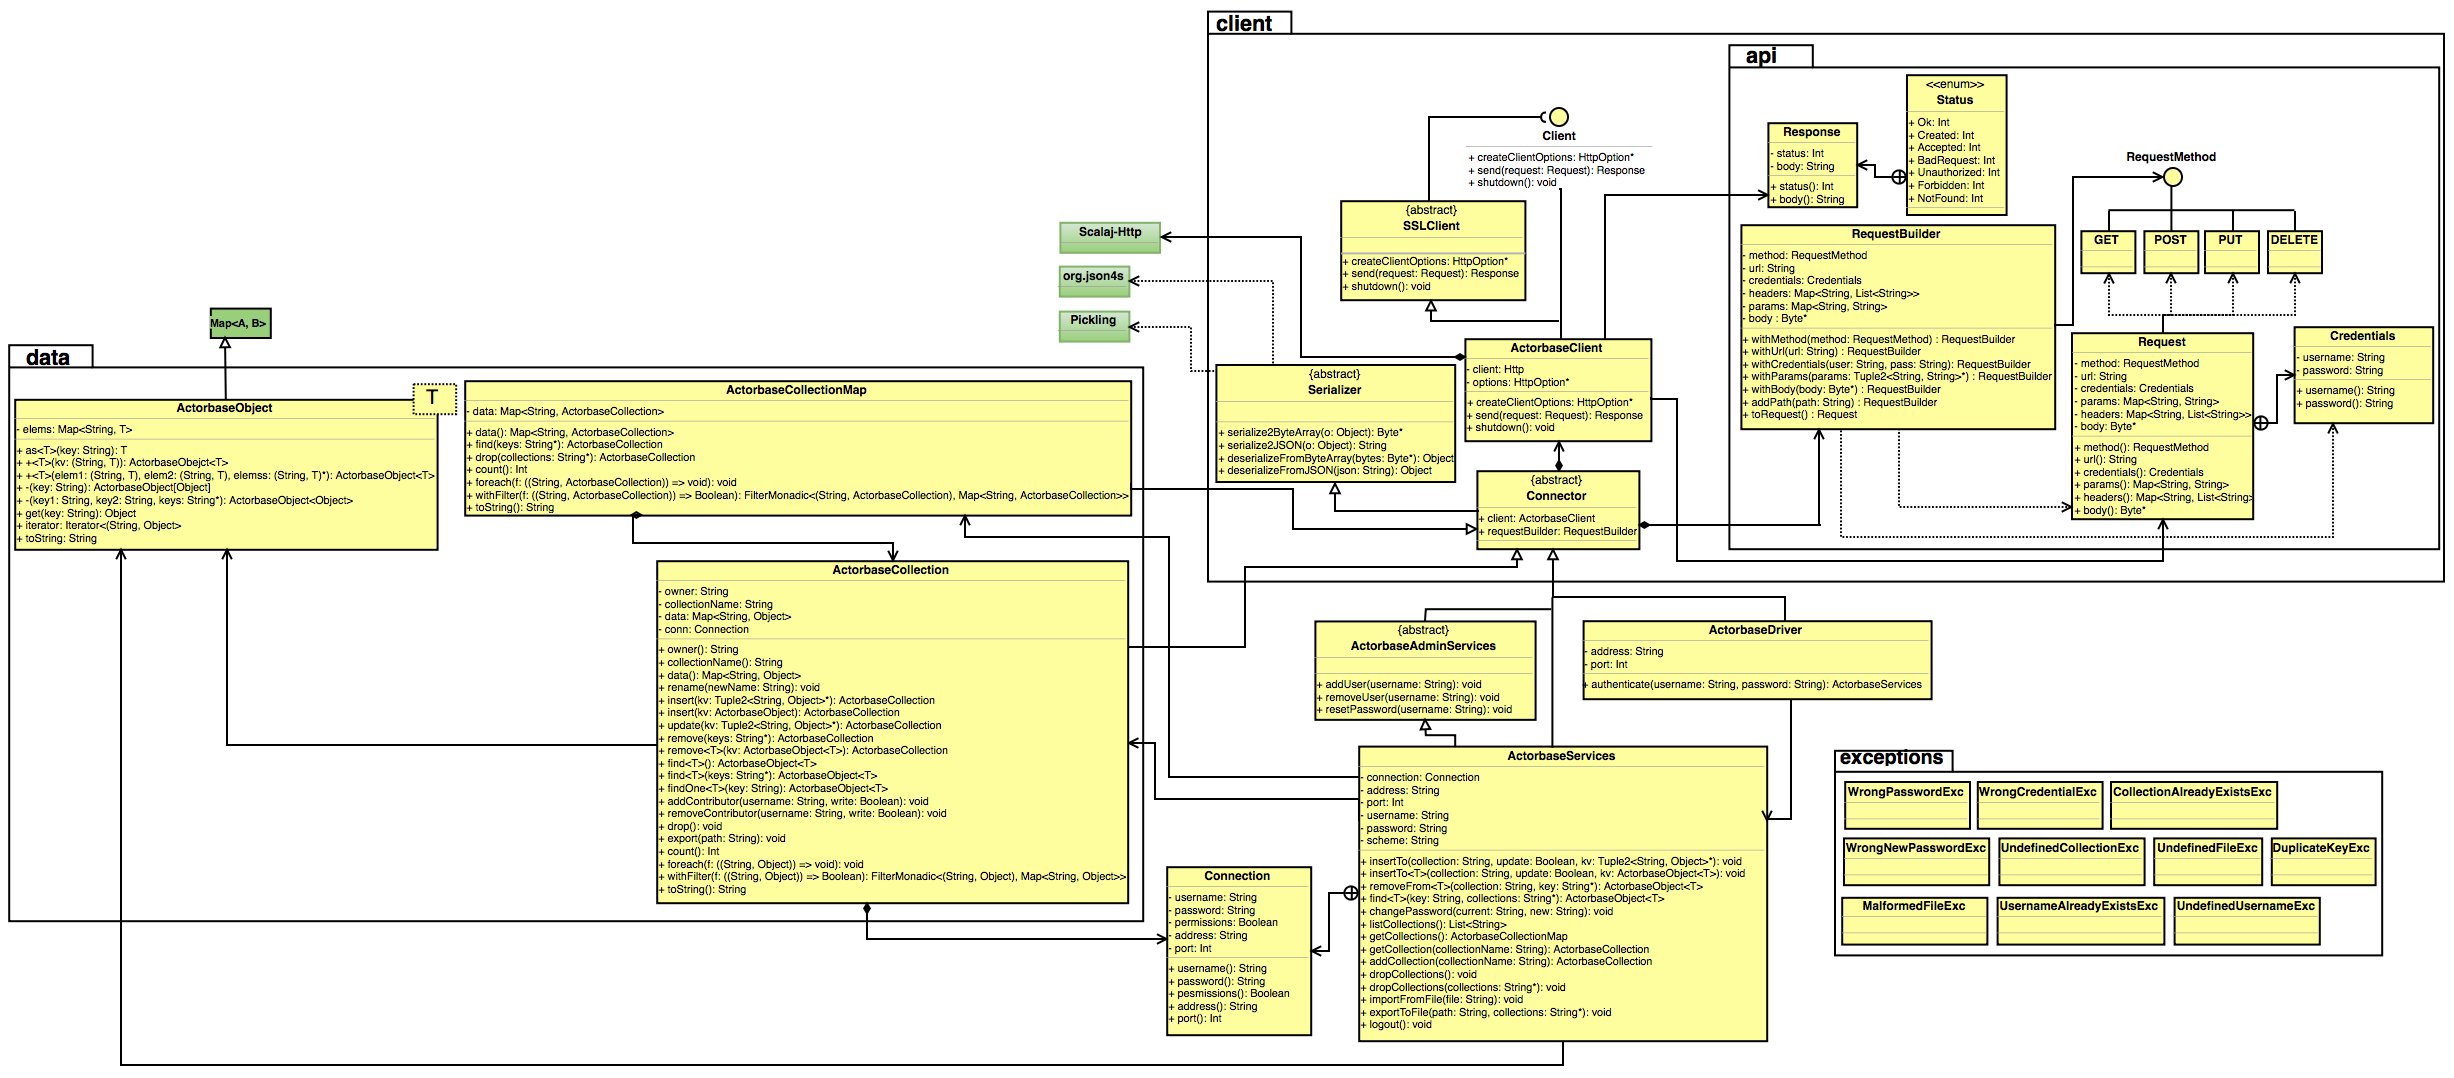 client
api
<<enum>>
Status
+ Ok: Int
+ Created: Int
+ Accepted: Int
+ BadRequest: Int
+ Unauthorized: Int
+ Forbidden: Int
+ NotFound: Int
Response
- status: Int
- body: String
+ status(): Int
+ body(): String
Client
+ createClientOptions: HttpOption*
+ send(request: Request): Response
+ shutdown(): void
RequestMethod
GET
POST
PUT
DELETE
{abstract}
SSLClient
+ createClientOptions: HttpOption*
+ send(request: Request): Response
+ shutdown(): void
RequestBuilder
- method: RequestMethod
- url: String
- credentials: Credentials
- headers: Map<String, List<String>>
- params: Map<String, String>
- body : Byte*
+ withMethod(method: RequestMethod) : RequestBuilder
+ withUrl(url: String) : RequestBuilder
+ withCredentials(user: String, pass: String): RequestBuilder
+ withParams(params: Tuple2<String, String>*) : RequestBuilder
+ withBody(body: Byte*) : RequestBuilder
+ addPath(path: String) : RequestBuilder
+ toRequest() : Request
Request
- method: RequestMethod
- url: String
- credentials: Credentials
- params: Map<String, String>
- headers: Map<String, List<String>>
- body: Byte*
+ method(): RequestMethod
+ url(): String
+ credentials(): Credentials
+ params(): Map<String, String>
+ headers(): Map<String, List<String>
+ body(): Byte*
Credentials
- username: String
- password: String
+ username(): String
+ password(): String
Scalaj-Http
org.json4s
Pickling
ActorbaseClient
- client: Http
- options: HttpOption*
+ createClientOptions: HttpOption*
+ send(request: Request): Response
+ shutdown(): void
{abstract}
Serializer
+ serialize2ByteArray(o: Object): Byte*
+ serialize2JSON(o: Object): String
+ deserializeFromByteArray(bytes: Byte*): Object
+ deserializeFromJSON(json: String): Object
{abstract}
Connector
+ client: ActorbaseClient
+ requestBuilder: RequestBuilder
Map<A, B>
data
T
ActorbaseObject
- elems: Map<String, T>
+ as<T>(key: String): T
+ +<T>(kv: (String, T)): ActorbaseObejct<T>
+ +<T>(elem1: (String, T), elem2: (String, T), elemss: (String, T)*): ActorbaseObject<T>
+ -(key: String): ActorbaseObject[Object]
+ -(key1: String, key2: String, keys: String*): ActorbaseObject<Object>
+ get(key: String): Object
+ iterator: Iterator<(String, Object)
+ toString: String
ActorbaseCollectionMap
- data: Map<String, ActorbaseCollection>
+ data(): Map<String, ActorbaseCollection>
+ find(keys: String*): ActorbaseCollection
+ drop(collections: String*): ActorbaseCollection
+ count(): Int
+ foreach(f: ((String, ActorbaseCollection)) => void): void
+ withFilter(f: ((String, ActorbaseCollection)) => Boolean): FilterMonadic<(String, ActorbaseCollection), Map<String, ActorbaseCollection>>
+ toString(): String
ActorbaseCollection
- owner: String
- collectionName: String
- data: Map<String, Object>
- conn: Connection
+ owner(): String
+ collectionName(): String
+ data(): Map<String, Object>
+ rename(newName: String): void
+ insert(kv: Tuple2<String, Object>*): ActorbaseCollection
+ insert(kv: ActorbaseObject): ActorbaseCollection
+ update(kv: Tuple2<String, Object>*): ActorbaseCollection
+ remove(keys: String*): ActorbaseCollection
+ remove<T>(kv: ActorbaseObject<T>): ActorbaseCollection
+ find<T>(): ActorbaseObject<T>
+ find<T>(keys: String*): ActorbaseObject<T>
+ findOne<T>(key: String): ActorbaseObject<T>
+ addContributor(username: String, write: Boolean): void
+ removeContributor(username: String, write: Boolean): void
+ drop(): void
+ export(path: String): void
+ count(): Int
+ foreach(f: ((String, Object)) => void): void
+ withFilter(f: ((String, Object)) => Boolean): FilterMonadic<(String, Object), Map<String, Object>>
+ toString(): String
{abstract}
ActorbaseAdminServices
+ addUser(username: String): void
+ removeUser(username: String): void
+ resetPassword(username: String): void
ActorbaseDriver
- address: String
- port: Int
+ authenticate(username: String, password: String): ActorbaseServices
ActorbaseServices
- connection: Connection
- address: String
- port: Int
- username: String
- password: String
- scheme: String
+ insertTo(collection: String, update: Boolean, kv: Tuple2<String, Object>*): void
+ insertTo<T>(collection: String, update: Boolean, kv: ActorbaseObject<T>): void
+ removeFrom<T>(collection: String, key: String*): ActorbaseObject<T>
+ find<T>(key: String, collections: String*): ActorbaseObject<T>
+ changePassword(current: String, new: String): void
+ listCollections(): List<String>
+ getCollections(): ActorbaseCollectionMap
+ getCollection(collectionName: String): ActorbaseCollection
+ addCollection(collectionName: String): ActorbaseCollection
+ dropCollections(): void
+ dropCollections(collections: String*): void
+ importFromFile(file: String): void
+ exportToFile(path: String, collections: String*): void
+ logout(): void
Connection
- username: String
- password: String
- permissions: Boolean
- address: String
- port: Int
+ username(): String
+ password(): String
+ pesmissions(): Boolean
+ address(): String
+ port(): Int
exceptions
WrongPasswordExc
WrongCredentialExc
CollectionAlreadyExistsExc
WrongNewPasswordExc
UndefinedCollectionExc
UndefinedFileExc
DuplicateKeyExc
MalformedFileExc
UsernameAlreadyExistsExc
UndefinedUsernameExc